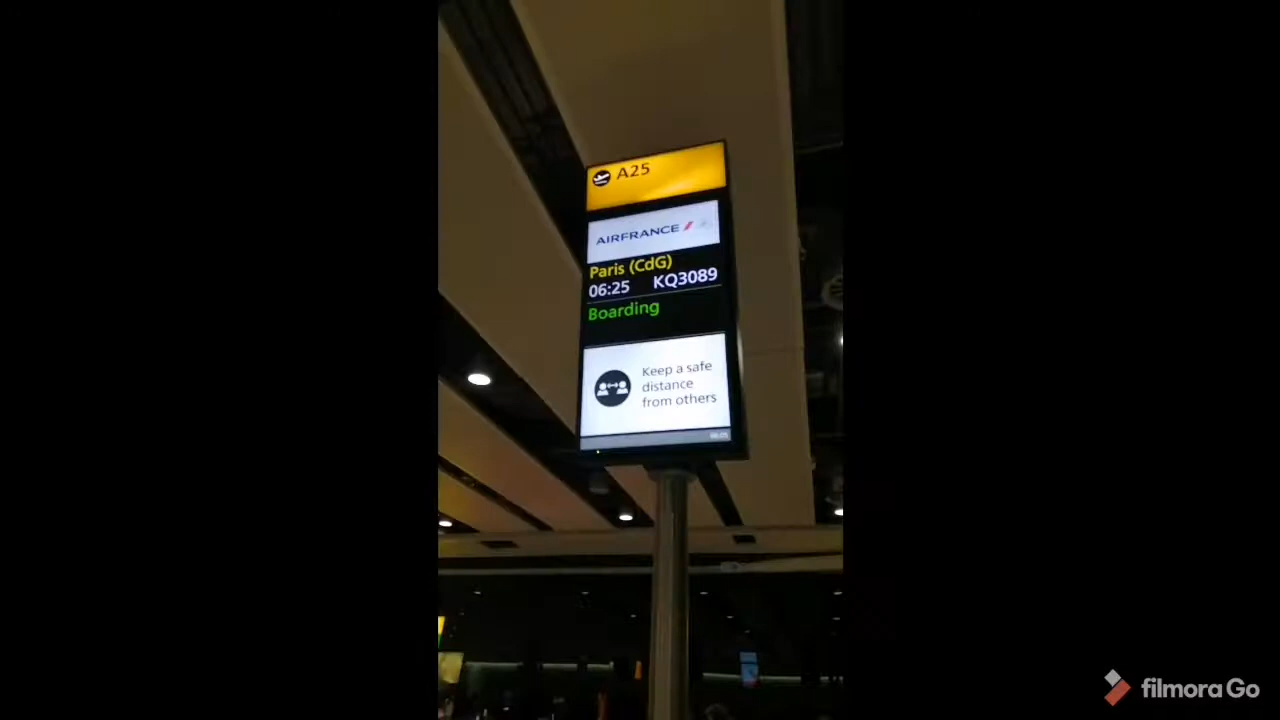 A25
AIRFRANCE
Paris (CdG)
06:25 KQ3089
Boarding
Keep a safe
distance
from others
filmora Go